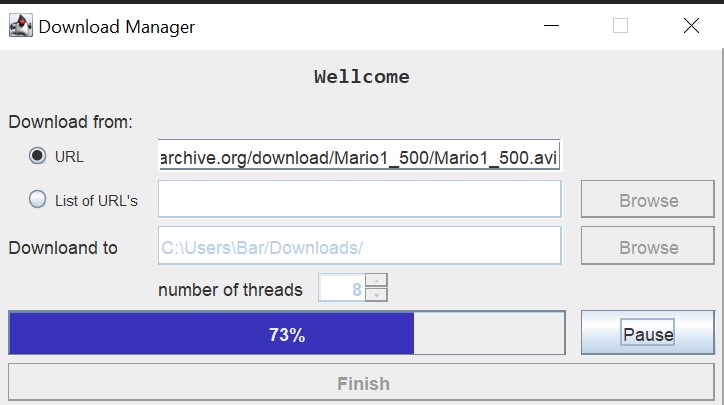 Download Manager
Wellcome
Download from:
URL archive.org/download/Mario1_500/Mario1_500.avi
List of URL's Browse
Downloand to C:\Users\Bar/Downloads/ Browse
number of threads 8
73% Pause
Finish